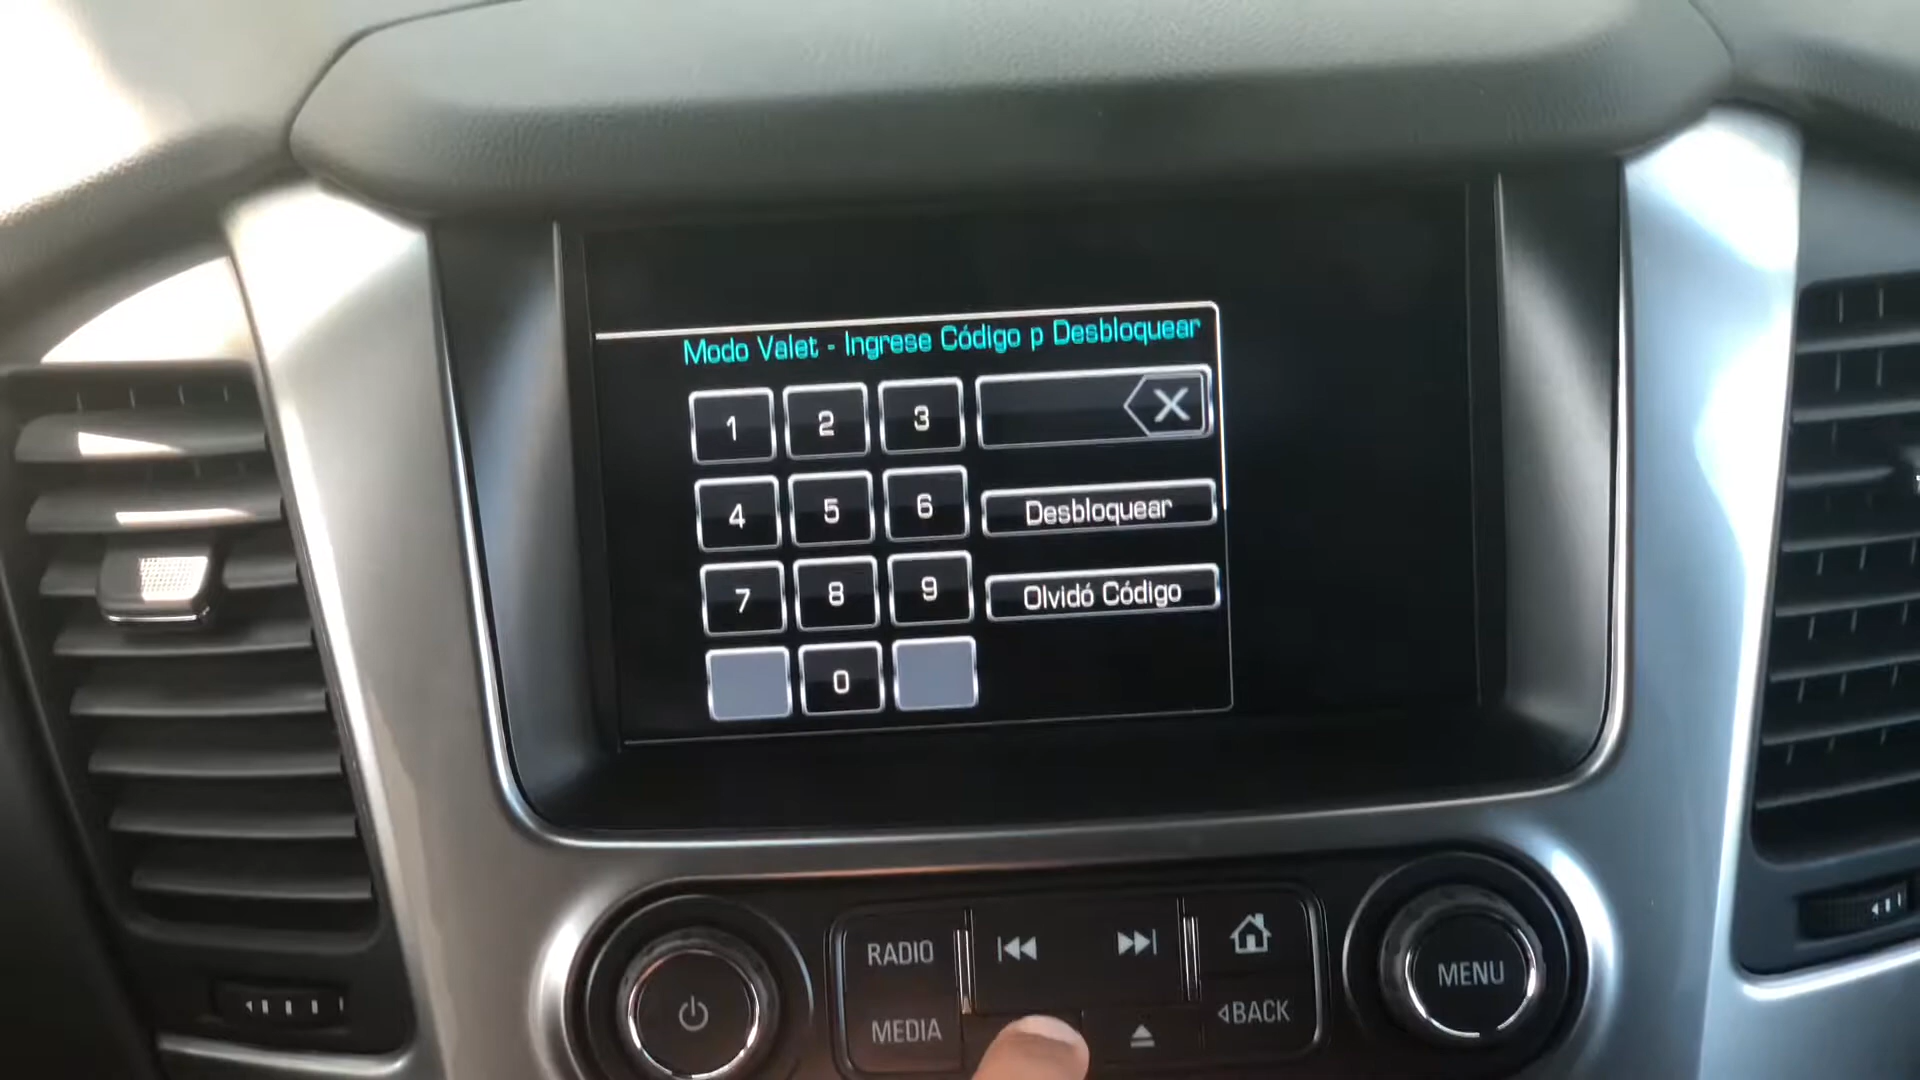 Modo Valet - Ingrese Código p Desbloquear
1 2 3
4 5 6 Desbloquear
7 8 9 Olvidó Código
0
RADIO
MEDIA
BACK
MENU